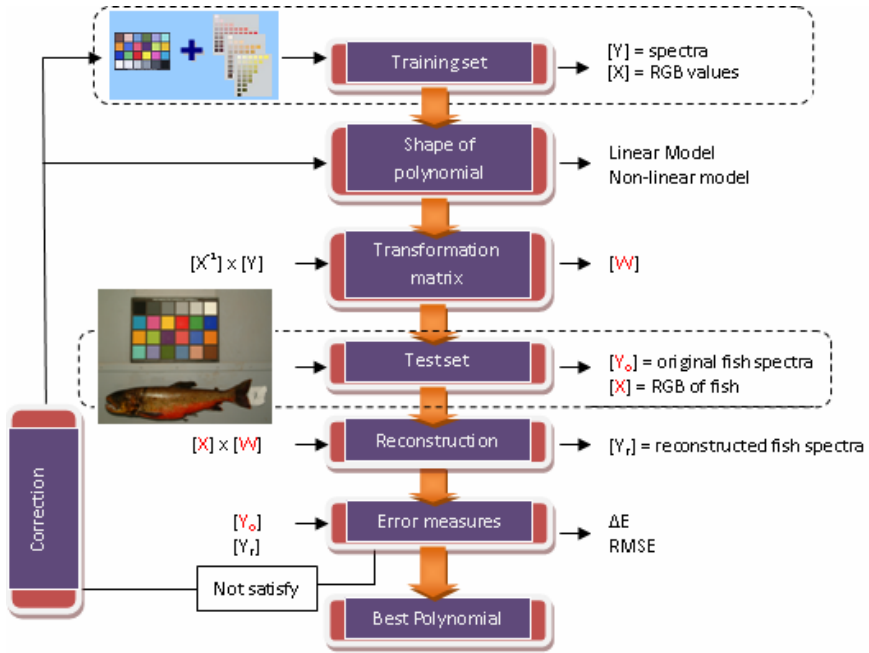 Training set
[Y] = spectra
[X] = RGB values
Shape of
polynomial
Linear Model
Non-linear model
[X⁻¹] x [Y]
Transformation
matrix
[W]
Test set
[Yₒ] = original fish spectra
[X] = RGB of fish
[X] x [W]
Reconstruction
[Yᵣ] = reconstructed fish spectra
Correction
[Yₒ]
[Yᵣ]
Error measures
ΔE
RMSE
Not satisfy
Best Polynomial